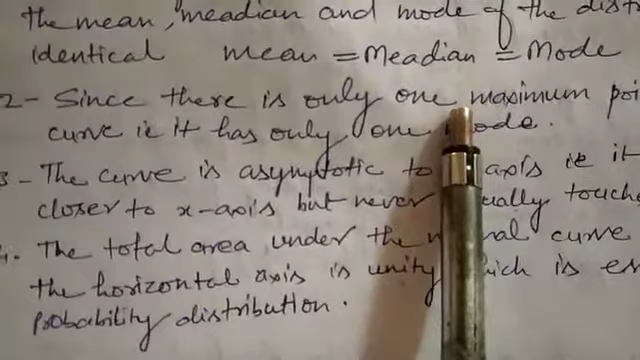 the mean, meadian and mode of the distr
identical mean = Meadian = Mode
2- Since there is only one maximum poi
curve ie it has only one mode.
3- The curve is asymptotic to axis ie it
closer to x-axis but never ually touche
4. The total area under the n al curve
the horizontal axis is unity which is e
probability distribution.